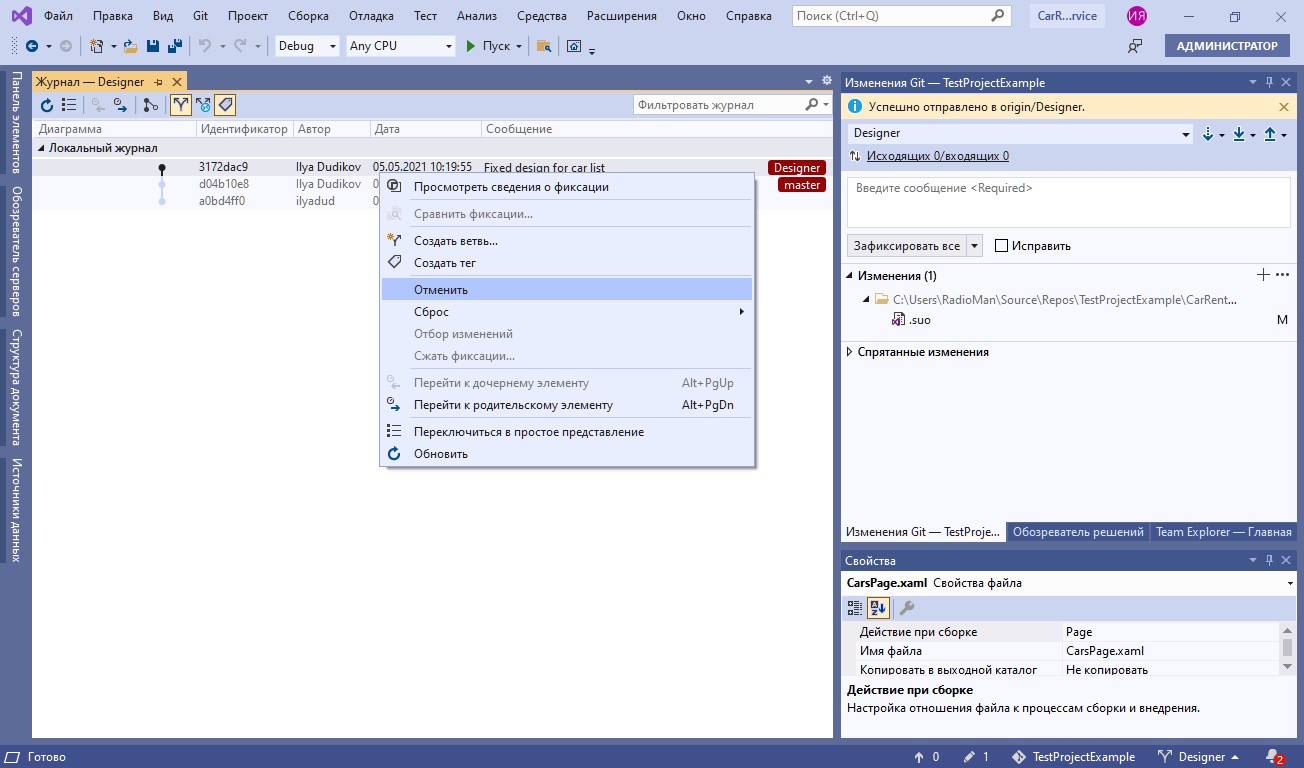 Файл Правка Вид Git Проект Сборка Отладка Тест Анализ Средства Расширения Окно Справка Поиск (Ctrl+Q) CarR...rvice ИЯ
Debug Any CPU Пуск АДМИНИСТРАТОР
Панель элементов
Обозреватель серверов
Структура документа
Источники данных
Журнал — Designer
Фильтровать журнал
Диаграмма Идентификатор Автор Дата Сообщение
Локальный журнал
3172dac9 Ilya Dudikov 05.05.2021 10:19:55 Fixed design for car list Designer
d04b10e8 Ilya Dudikov 0 master
a0bd4ff0 ilyadud 0
Просмотреть сведения о фиксации
Сравнить фиксации...
Создать ветвь...
Создать тег
Отменить
Сброс
Отбор изменений
Сжать фиксации...
Перейти к дочернему элементу Alt+PgUp
Перейти к родительскому элементу Alt+PgDn
Переключиться в простое представление
Обновить
Изменения Git — TestProjectExample
Успешно отправлено в origin/Designer.
Designer
Исходящих 0/входящих 0
Введите сообщение <Required>
Зафиксировать все Исправить
Изменения (1)
C:\Users\RadioMan\Source\Repos\TestProjectExample\CarRent...
.suo M
Спрятанные изменения
Изменения Git — TestProje... Обозреватель решений Team Explorer — Главная
Свойства
CarsPage.xaml Свойства файла
Действие при сборке Page
Имя файла CarsPage.xaml
Копировать в выходной каталог Не копировать
Действие при сборке
Настройка отношения файла к процессам сборки и внедрения.
Готово 0 1 TestProjectExample Designer 2